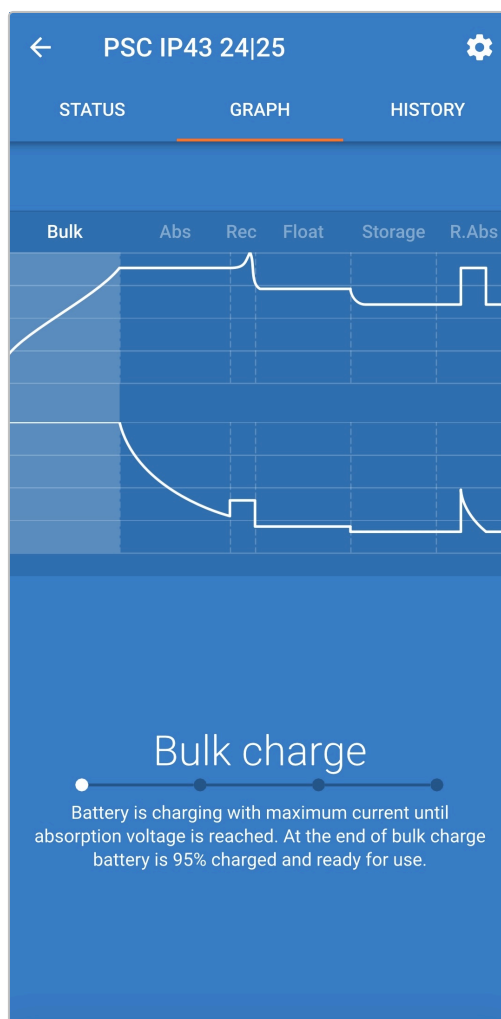 PSC IP43 24|25
STATUS GRAPH HISTORY
Bulk Abs Rec Float Storage R.Abs
Bulk charge
Battery is charging with maximum current until
absorption voltage is reached. At the end of bulk charge
battery is 95% charged and ready for use.